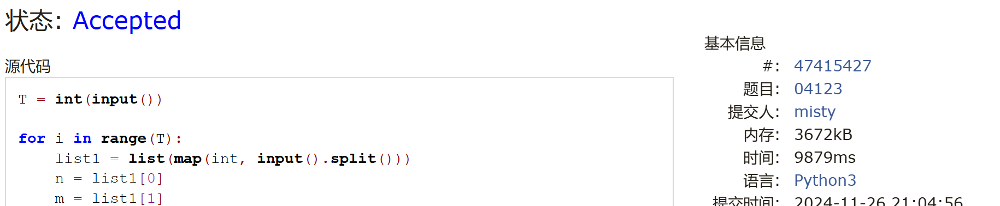 状态: Accepted
源代码
T = int(input())
for i in range(T):
    list1 = list(map(int, input().split()))
    n = list1[0]
    m = list1[1]
基本信息
#: 47415427
题目: 04123
提交人: misty
内存: 3672kB
时间: 9879ms
语言: Python3
提交时间: 2024-11-26 21:04:56